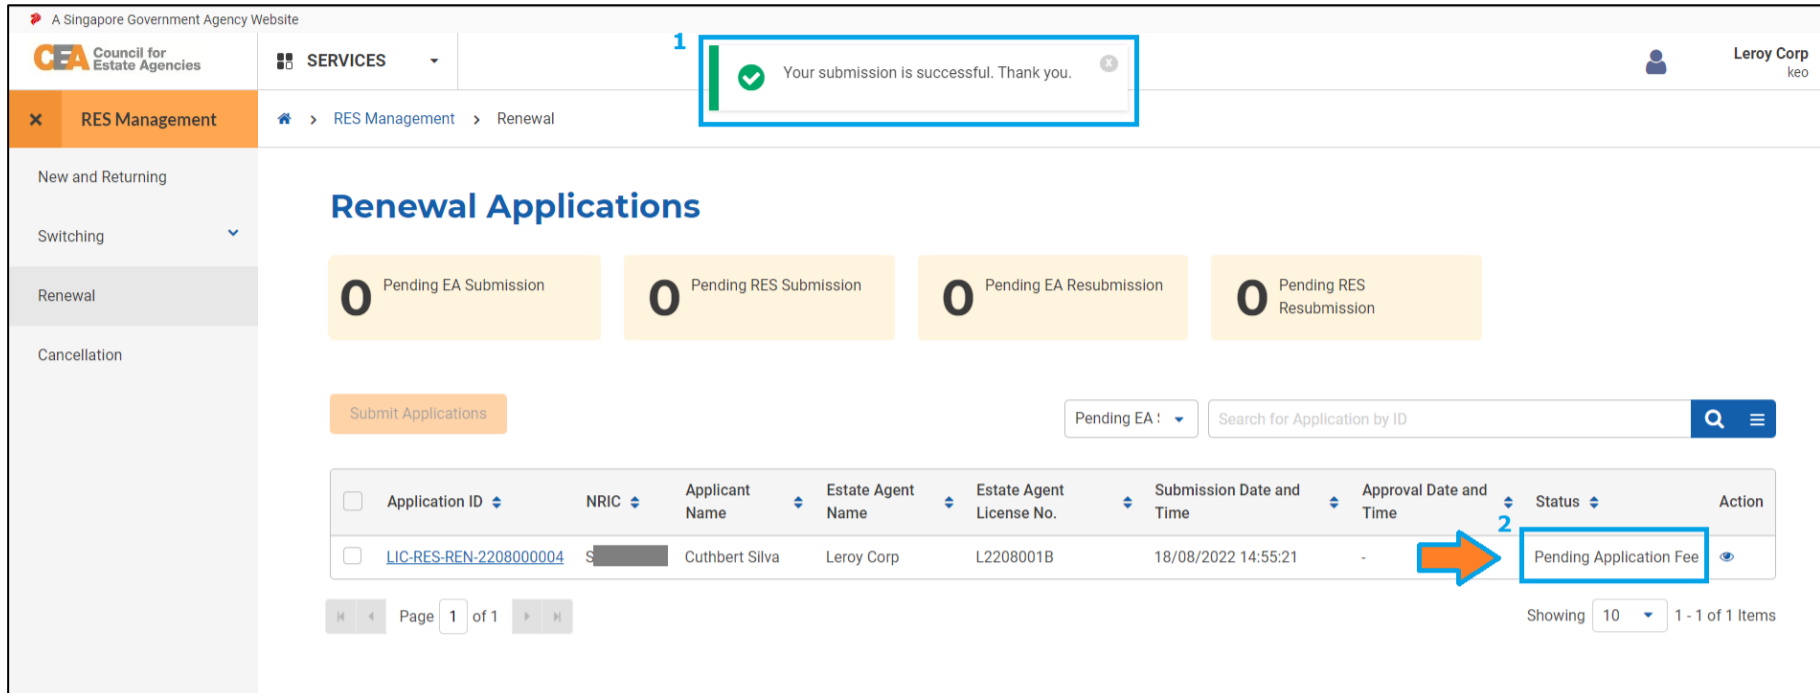 A Singapore Government Agency Website
CEA Council for Estate Agencies
SERVICES
1
Your submission is successful. Thank you.
Leroy Corp
keo
RES Management
RES Management > Renewal
New and Returning
Switching
Renewal
Cancellation
Renewal Applications
0 Pending EA Submission
0 Pending RES Submission
0 Pending EA Resubmission
0 Pending RES Resubmission
Submit Applications
Pending EA
Search for Application by ID
Application ID NRIC Applicant Name Estate Agent Name Estate Agent License No. Submission Date and Time Approval Date and Time Status Action
2
LIC-RES-REN-2208000004 S Cuthbert Silva Leroy Corp L2208001B 18/08/2022 14:55:21 - Pending Application Fee
Page 1 of 1
Showing 10 1 - 1 of 1 Items